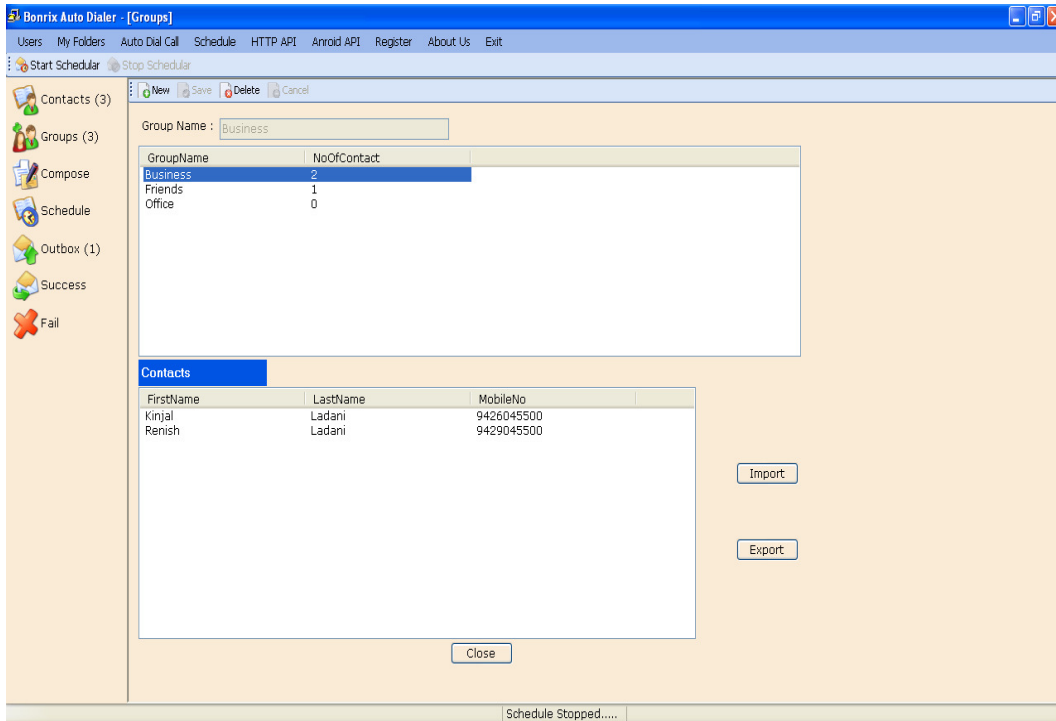 Bonrix Auto Dialer - [Groups]
Users My Folders Auto Dial Call Schedule HTTP API Anroid API Register About Us Exit
Start Schedular Stop Schedular
New Save Delete Cancel
Contacts (3)
Groups (3)
Compose
Schedule
Outbox (1)
Success
Fail
Group Name : Business
GroupName NoOfContact
Business 2
Friends 1
Office 0
Contacts
FirstName LastName MobileNo
Kinjal Ladani 9426045500
Renish Ladani 9429045500
Import
Export
Close
Schedule Stopped.....